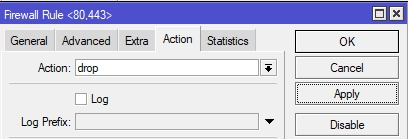 Firewall Rule <80,443>
General Advanced Extra Action Statistics
OK
Action: drop
Cancel
Log
Apply
Log Prefix:
Disable